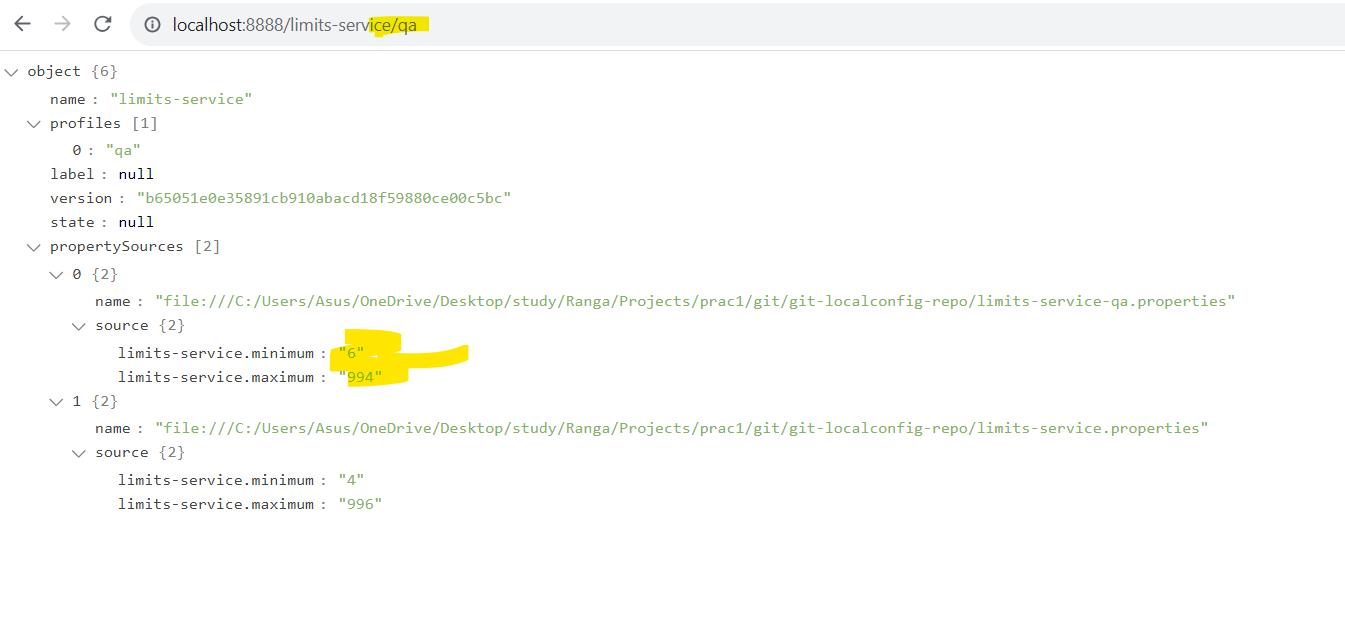 localhost:8888/limits-service/qa
object {6}
name : "limits-service"
profiles [1]
0 : "qa"
label : null
version : "b65051e0e35891cb910abacd18f59880ce00c5bc"
state : null
propertySources [2]
0 {2}
name : "file:///C:/Users/Asus/OneDrive/Desktop/study/Ranga/Projects/prac1/git/git-localconfig-repo/limits-service-qa.properties"
source {2}
limits-service.minimum : "6"
limits-service.maximum : "994"
1 {2}
name : "file:///C:/Users/Asus/OneDrive/Desktop/study/Ranga/Projects/prac1/git/git-localconfig-repo/limits-service.properties"
source {2}
limits-service.minimum : "4"
limits-service.maximum : "996"